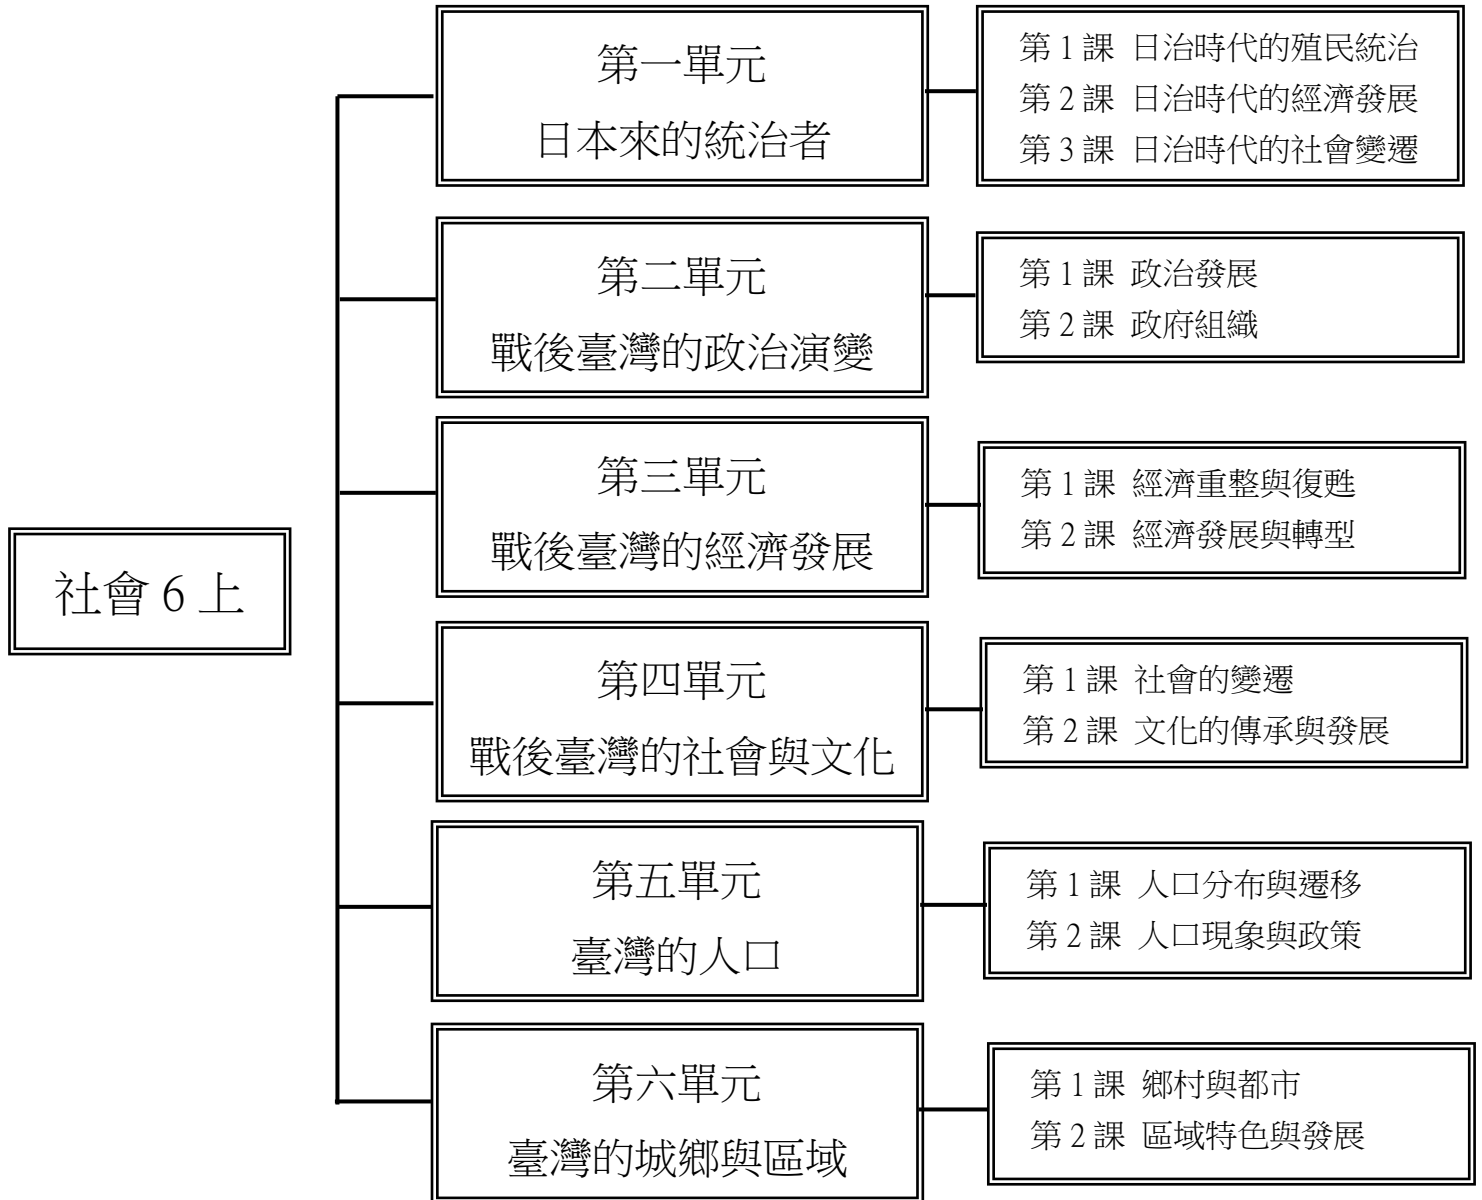 社會 6 上
第一單元
日本來的統治者
第 1 課 日治時代的殖民統治
第 2 課 日治時代的經濟發展
第 3 課 日治時代的社會變遷
第二單元
戰後臺灣的政治演變
第 1 課 政治發展
第 2 課 政府組織
第三單元
戰後臺灣的經濟發展
第 1 課 經濟重整與復甦
第 2 課 經濟發展與轉型
第四單元
戰後臺灣的社會與文化
第 1 課 社會的變遷
第 2 課 文化的傳承與發展
第五單元
臺灣的人口
第 1 課 人口分布與遷移
第 2 課 人口現象與政策
第六單元
臺灣的城鄉與區域
第 1 課 鄉村與都市
第 2 課 區域特色與發展